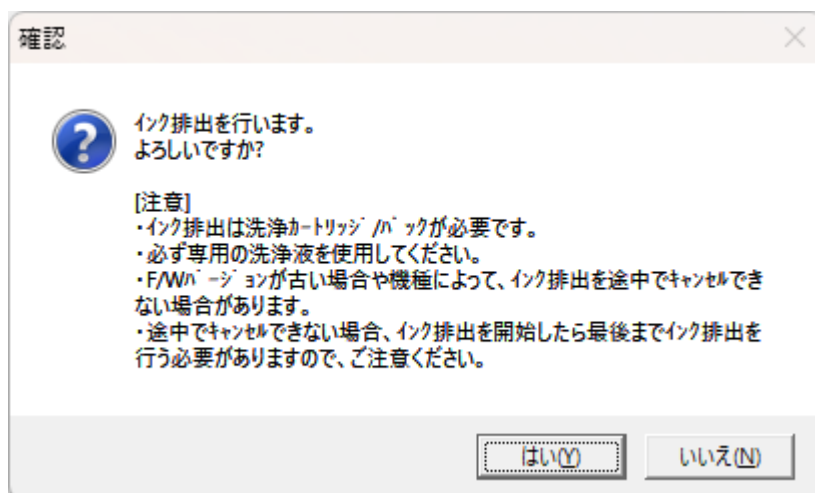 確認
インク排出を行います。
よろしいですか?
[注意]
・インク排出は洗浄カートリッジ/パックが必要です。
・必ず専用の洗浄液を使用してください。
・F/Wバージョンが古い場合や機種によって、インク排出を途中でキャンセルでき
ない場合があります。
・途中でキャンセルできない場合、インク排出を開始したら最後までインク排出を
行う必要がありますので、ご注意ください。
はい(Y)
いいえ(N)